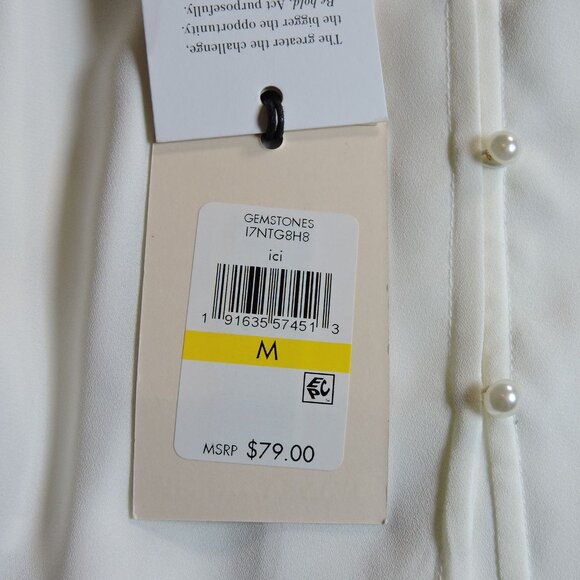 The greater the challenge,
the bigger the opportunity.
Be bold. Act purposefully.
GEMSTONES
I7NTG8H8
ici
1 91635 57451 3
M
EPC
MSRP $79.00